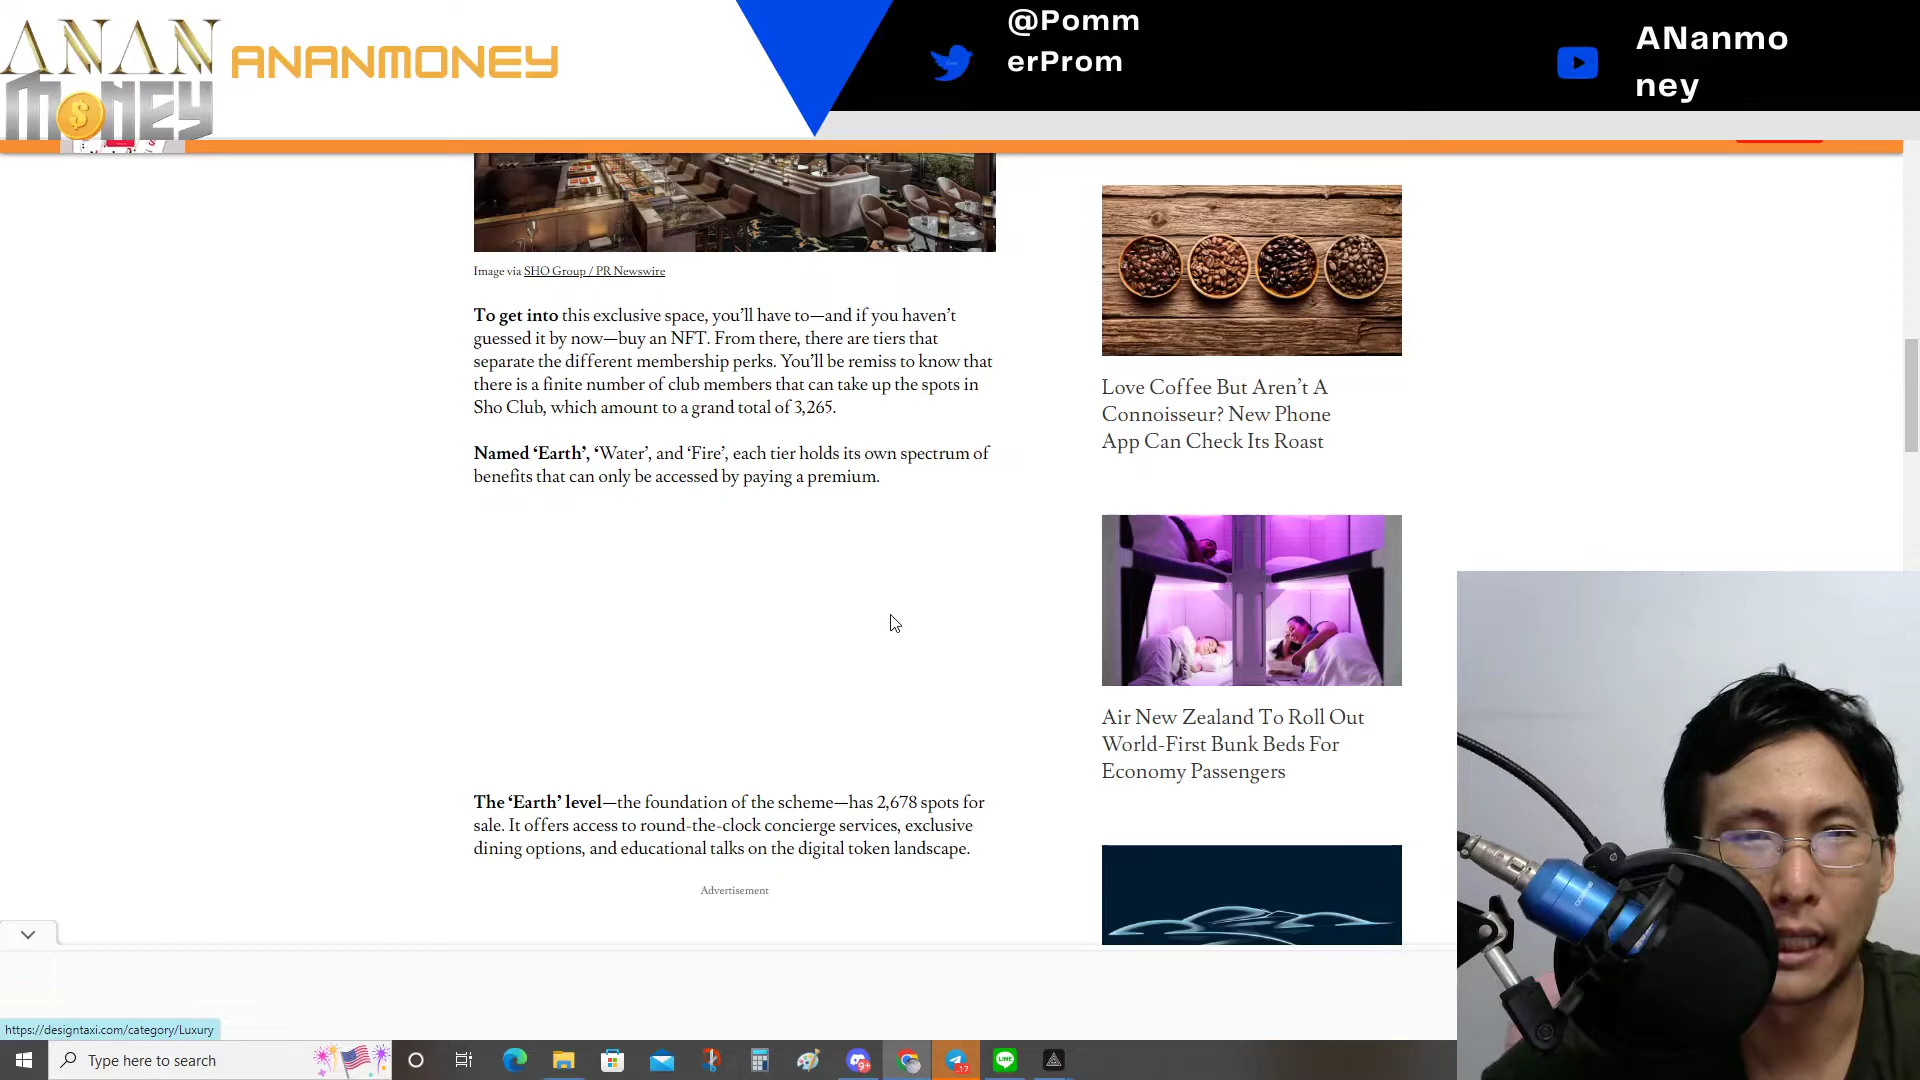 ANAN
MONEY
ANANMONEY
@Pomm
erProm
ANanmo
ney
Image via SHO Group / PR Newswire
To get into this exclusive space, you’ll have to—and if you haven’t
guessed it by now—buy an NFT. From there, there are tiers that
separate the different membership perks. You’ll be remiss to know that
there is a finite number of club members that can take up the spots in
Sho Club, which amount to a grand total of 3,265.
Named ‘Earth’, ‘Water’, and ‘Fire’, each tier holds its own spectrum of
benefits that can only be accessed by paying a premium.
The ‘Earth’ level—the foundation of the scheme—has 2,678 spots for
sale. It offers access to round-the-clock concierge services, exclusive
dining options, and educational talks on the digital token landscape.
Advertisement
Love Coffee But Aren’t A
Connoisseur? New Phone
App Can Check Its Roast
Air New Zealand To Roll Out
World-First Bunk Beds For
Economy Passengers
https://designtaxi.com/category/Luxury
Type here to search
9+
17
LINE